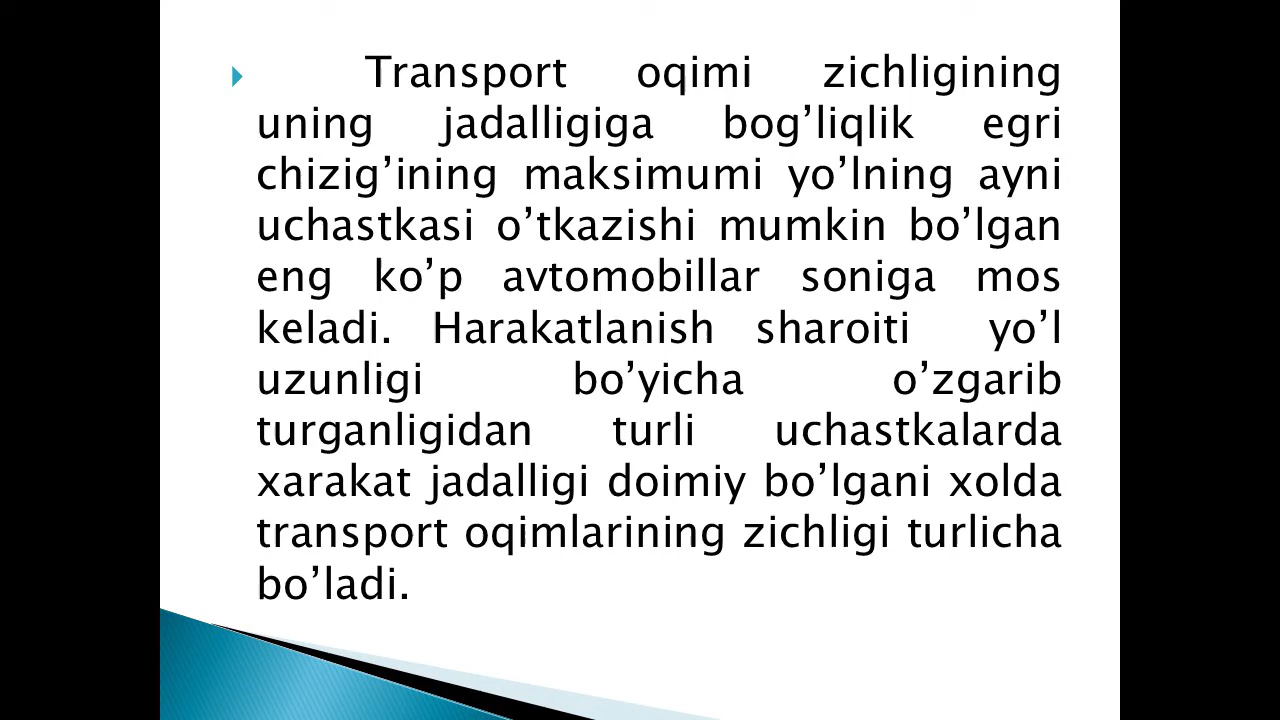 Transport oqimi zichligining
uning jadalligiga bog’liqlik egri
chizig’ining maksimumi yo’lning ayni
uchastkasi o’tkazishi mumkin bo’lgan
eng ko’p avtomobillar soniga mos
keladi. Harakatlanish sharoiti yo’l
uzunligi bo’yicha o’zgarib
turganligidan turli uchastkalarda
xarakat jadalligi doimiy bo’lgani xolda
transport oqimlarining zichligi turlicha
bo’ladi.